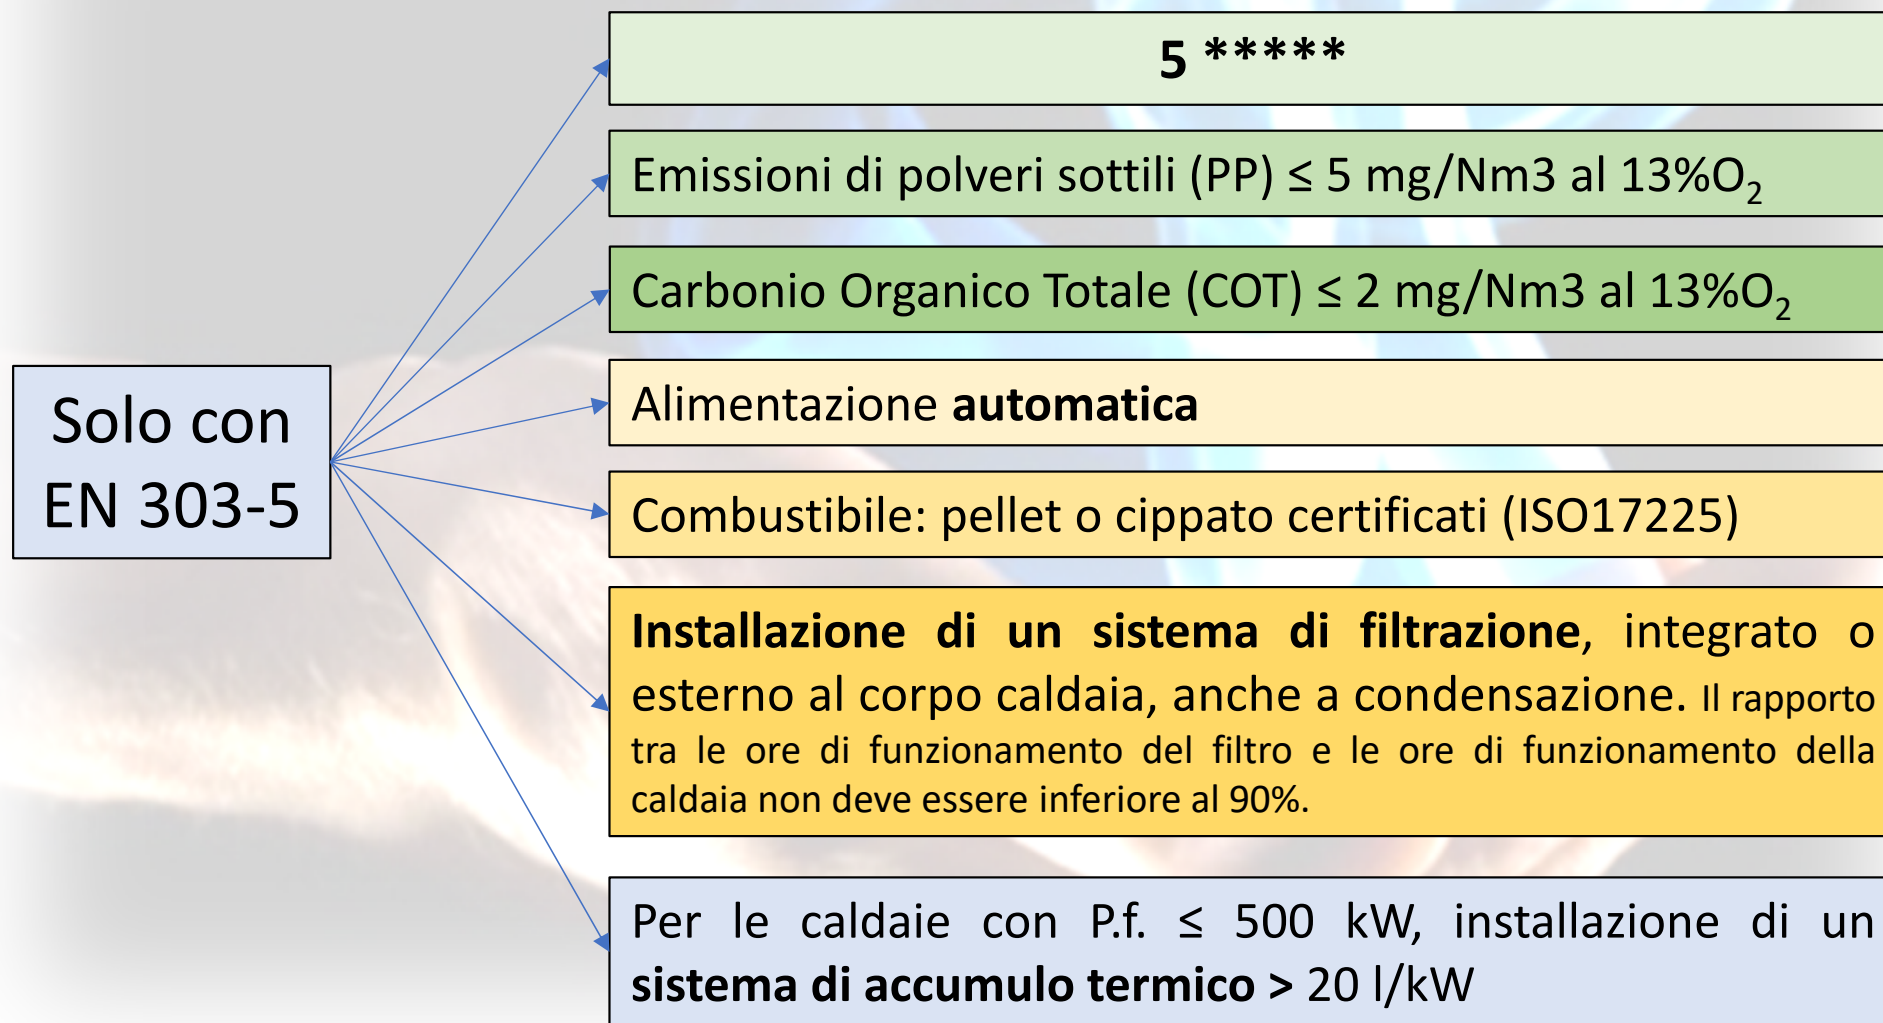 5 *****
Emissioni di polveri sottili (PP) ≤ 5 mg/Nm3 al 13%O₂
Carbonio Organico Totale (COT) ≤ 2 mg/Nm3 al 13%O₂
Solo con
EN 303-5
Alimentazione automatica
Combustibile: pellet o cippato certificati (ISO17225)
Installazione di un sistema di filtrazione, integrato o
esterno al corpo caldaia, anche a condensazione. Il rapporto
tra le ore di funzionamento del filtro e le ore di funzionamento della
caldaia non deve essere inferiore al 90%.
Per le caldaie con P.f. ≤ 500 kW, installazione di un
sistema di accumulo termico > 20 l/kW